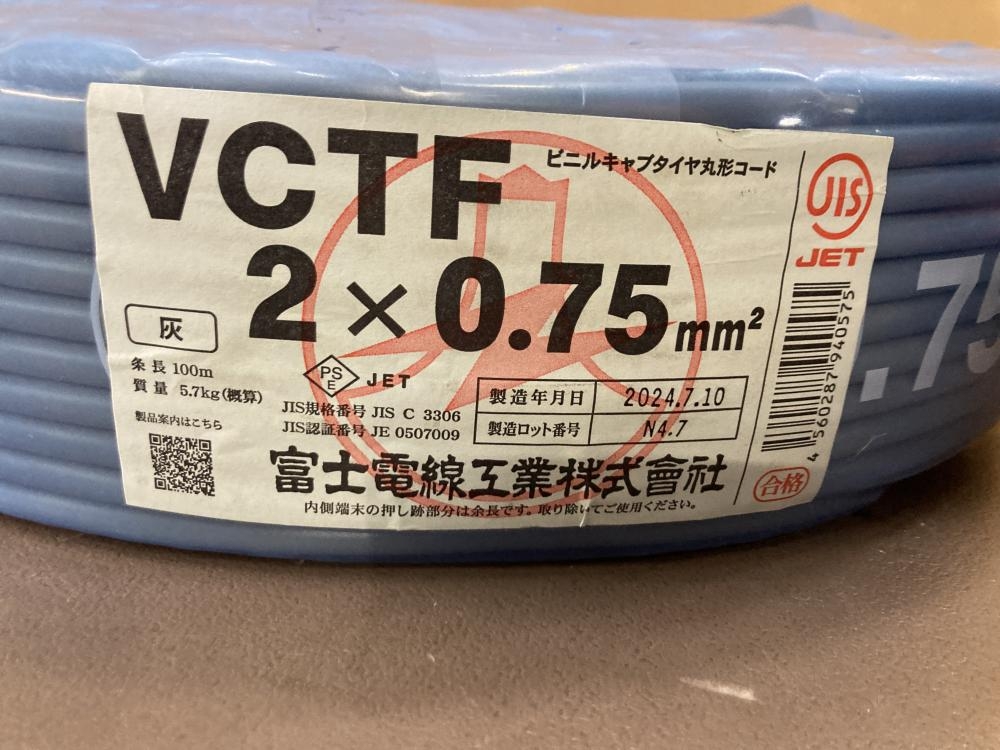 VCTF
ビニルキャブタイヤ丸形コード
2×0.75mm²
灰
条長 100m
質量 5.7kg(概算)
製品案内はこちら
PS
E
JET
JIS規格番号 JIS C 3306
JIS認証番号 JE 0507009
製造年月日 2024.7.10
製造ロット番号 N4.7
富士電線工業株式會社
内側端末の押し跡部分は余長です。取り除いてご使用ください。
JIS
JET
4560287940575
合格
.75